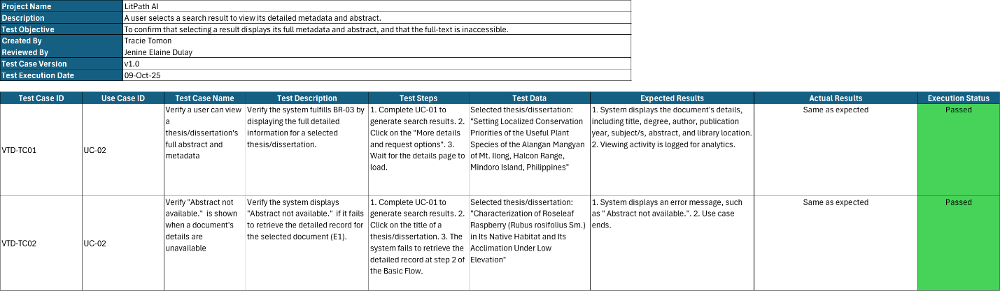 Project Name LitPath AI
Description A user selects a search result to view its detailed metadata and abstract.
Test Objective To confirm that selecting a result displays its full metadata and abstract, and that the full-text is inaccessible.
Created By Tracie Tomon
Reviewed By Jenine Elaine Dulay
Test Case Version v1.0
Test Execution Date 09-Oct-25
Test Case ID Use Case ID Test Case Name Test Description Test Steps Test Data Expected Results Actual Results Execution Status
VTD-TC01
UC-02
Verify a user can view
a
thesis/dissertation's
full abstract and
metadata
Verify the system fulfills BR-03 by
displaying the full detailed
information for a selected
thesis/dissertation.
1. Complete UC-01 to
generate search results. 2.
Click on the "More details
and request options". 3.
Wait for the details page to
load.
Selected thesis/dissertation:
"Setting Localized Conservation
Priorities of the Useful Plant
Species of the Alangan Mangyan
of Mt. Ilong, Halcon Range,
Mindoro Island, Philippines"
1. System displays the document's details,
including title, degree, author, publication
year, subject/s, abstract, and library location.
2. Viewing activity is logged for analytics.
Same as expected
Passed
VTD-TC02
UC-02
Verify "Abstract not
available." is shown
when a document's
details are
unavailable
Verify the system displays
"Abstract not available." if it fails
to retrieve the detailed record for
the selected document (E1).
1. Complete UC-01 to
generate search results. 2.
Click on the title of a
thesis/dissertation. 3. The
system fails to retrieve the
detailed record at step 2 of
the Basic Flow.
Selected thesis/dissertation:
"Characterization of Roseleaf
Raspberry (Rubus rosifolius Sm.)
in Its Native Habitat and Its
Acclimation Under Low
Elevation"
1. System displays an error message, such
as " Abstract not available.". 2. Use case
ends.
Same as expected
Passed